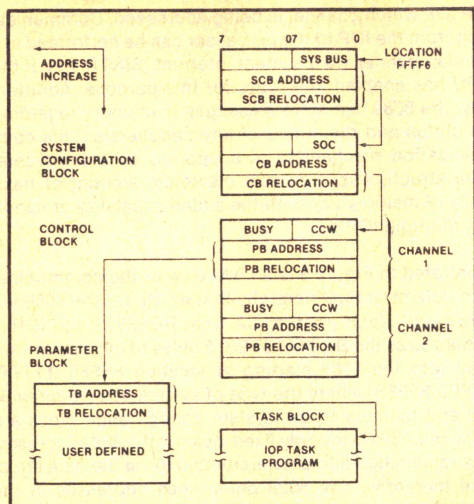 07 0
ADDRESS
INCREASE
SYS BUS
SCB ADDRESS
SCB RELOCATION
LOCATION
FFFF6
SYSTEM
CONFIGURATION
BLOCK
SOC
CB ADDRESS
CB RELOCATION
CONTROL
BLOCK
BUSY CCW
PB ADDRESS
PB RELOCATION
CHANNEL
1
BUSY CCW
PB ADDRESS
PB RELOCATION
CHANNEL
2
PARAMETER
BLOCK
TB ADDRESS
TB RELOCATION
USER DEFINED
TASK BLOCK
IOP TASK
PROGRAM